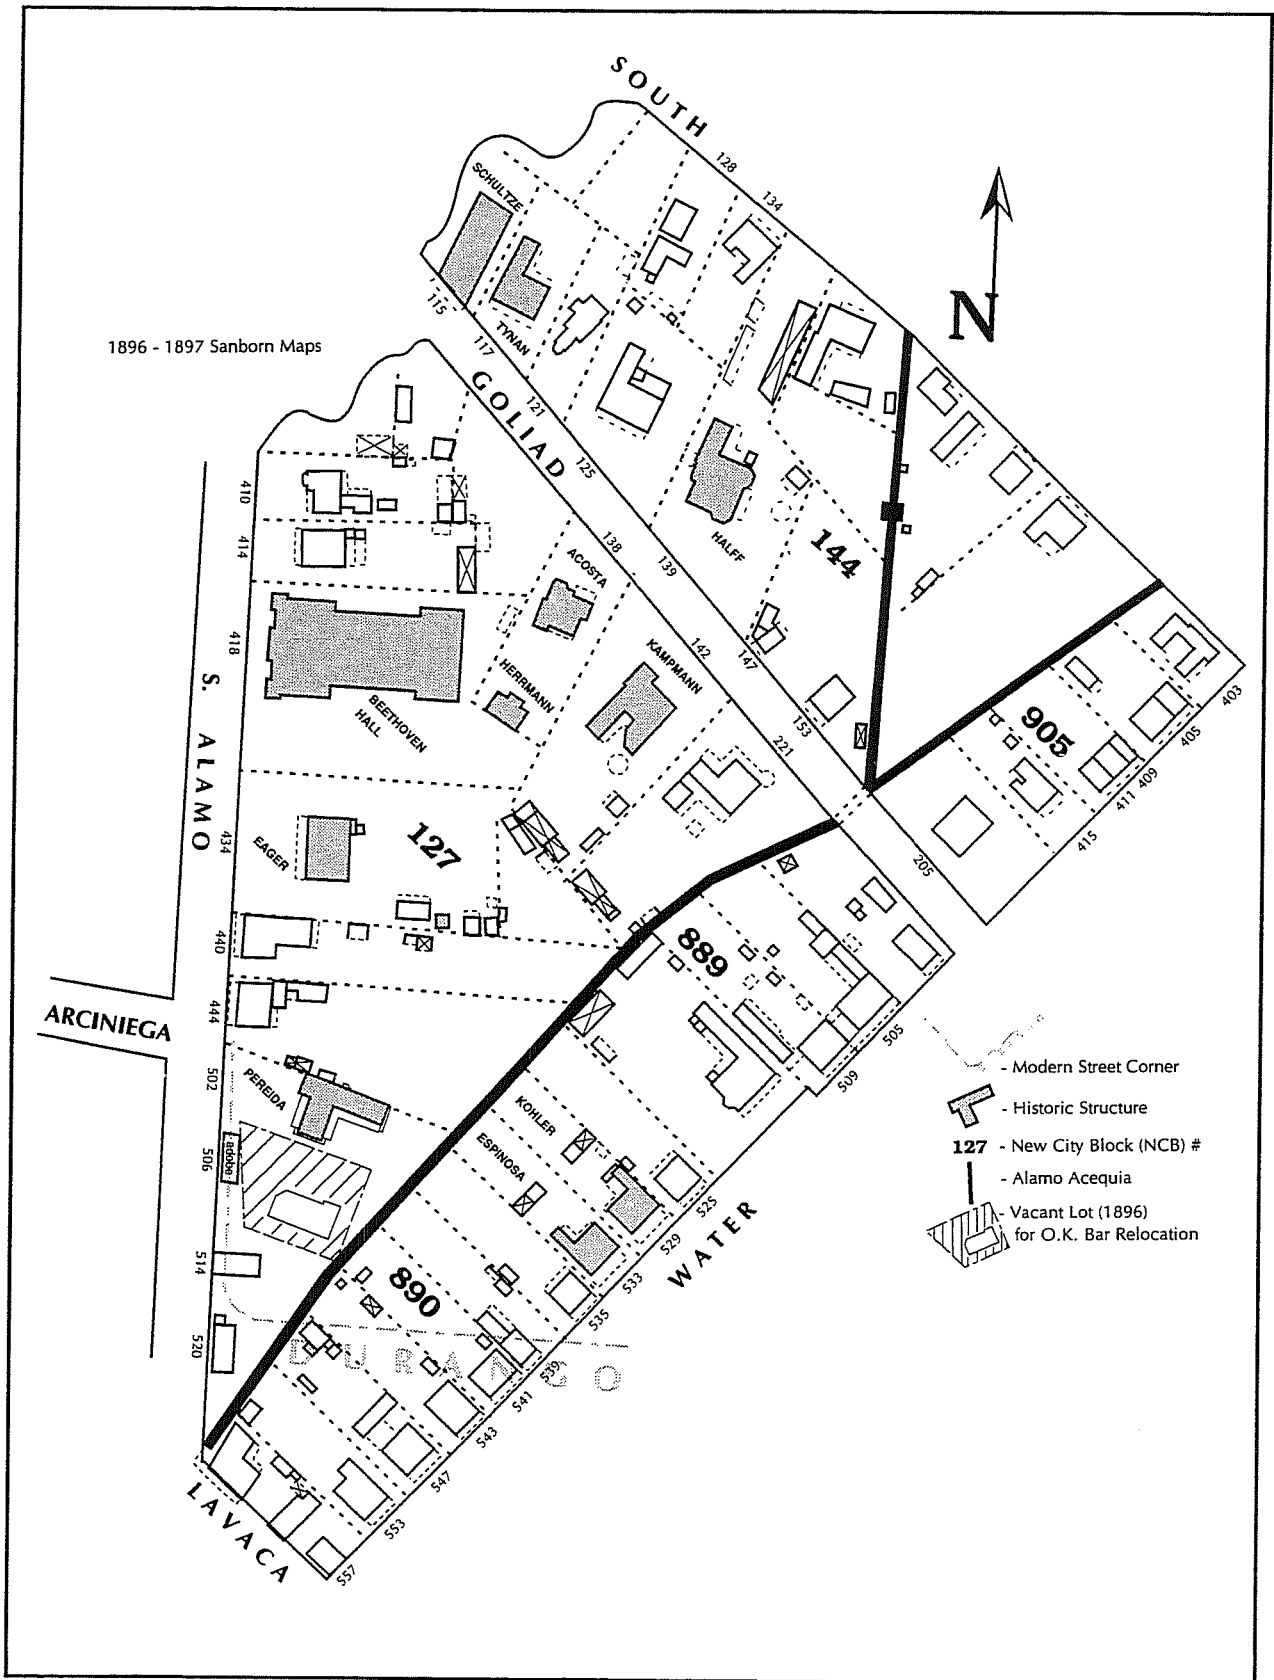 SOUTH
128
134
SCHULTZE
115
TYNAN
117
N
1896 - 1897 Sanborn Maps
GOLIAD
121
125
138
139
HALFF
144
410
414
418
ACOSTA
HERRMANN
KAMPMANN
142
147
153
221
BEETHOVEN
HALL
S. ALAMO
905
403
405
409
411
415
205
434
EAGER
127
440
889
444
ARCINIEGA
505
509
502
PEREIDA
KOHLER
ESPINOSA
506
adobe
525
529
533
535
WATER
514
890
520
DURANGO
539
541
543
547
553
557
LAVACA
- Modern Street Corner
- Historic Structure
127 - New City Block (NCB) #
- Alamo Acequia
- Vacant Lot (1896)
for O.K. Bar Relocation